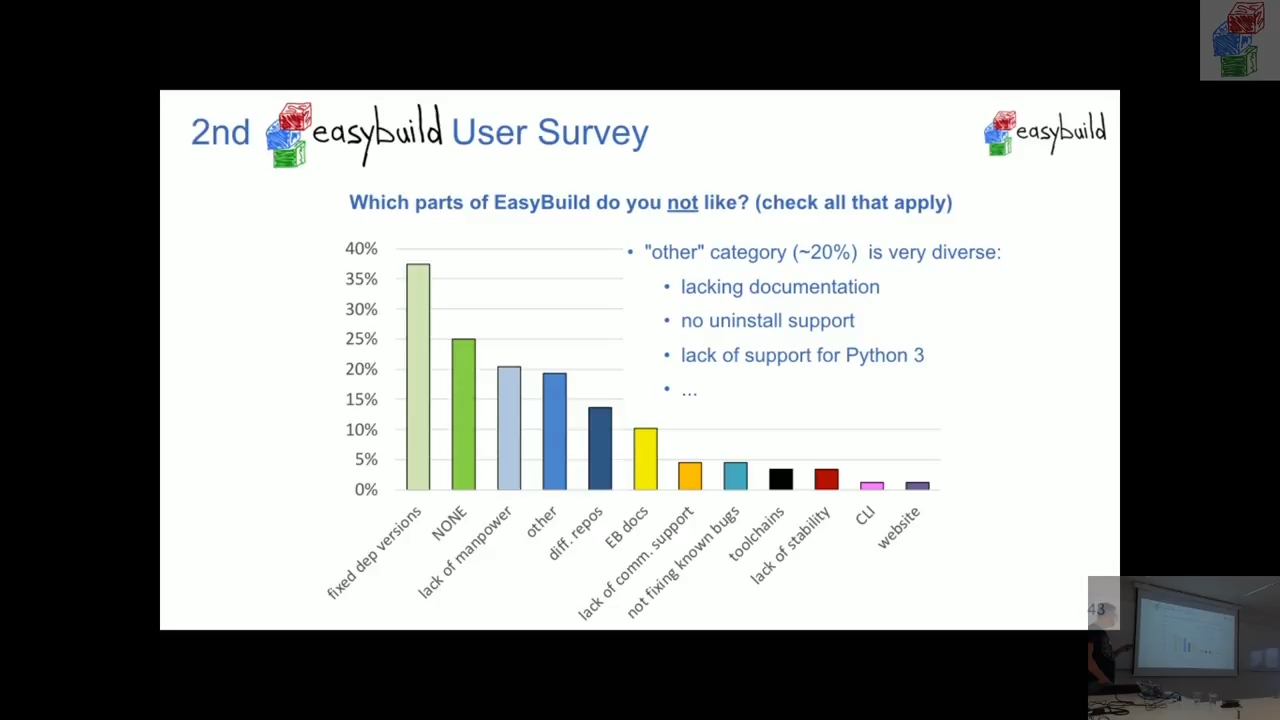 2nd easybuild User Survey
easybuild
Which parts of EasyBuild do you not like? (check all that apply)
• "other" category (~20%) is very diverse:
• lacking documentation
• no uninstall support
• lack of support for Python 3
• ...
40%
35%
30%
25%
20%
15%
10%
5%
0%
fixed dep versions
NONE
lack of manpower
other
diff. repos
EB docs
lack of comm. support
not fixing known bugs
toolchains
lack of stability
CLI
website
43